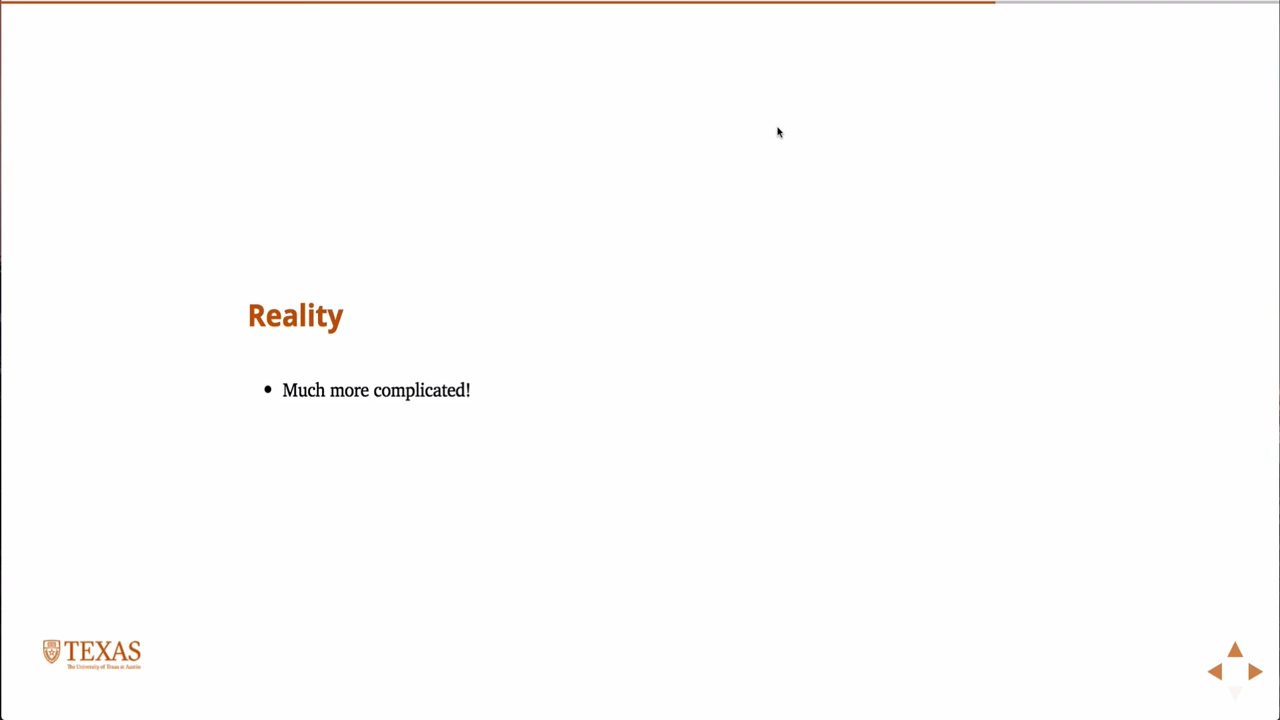 Reality
• Much more complicated!
TEXAS
The University of Texas at Austin